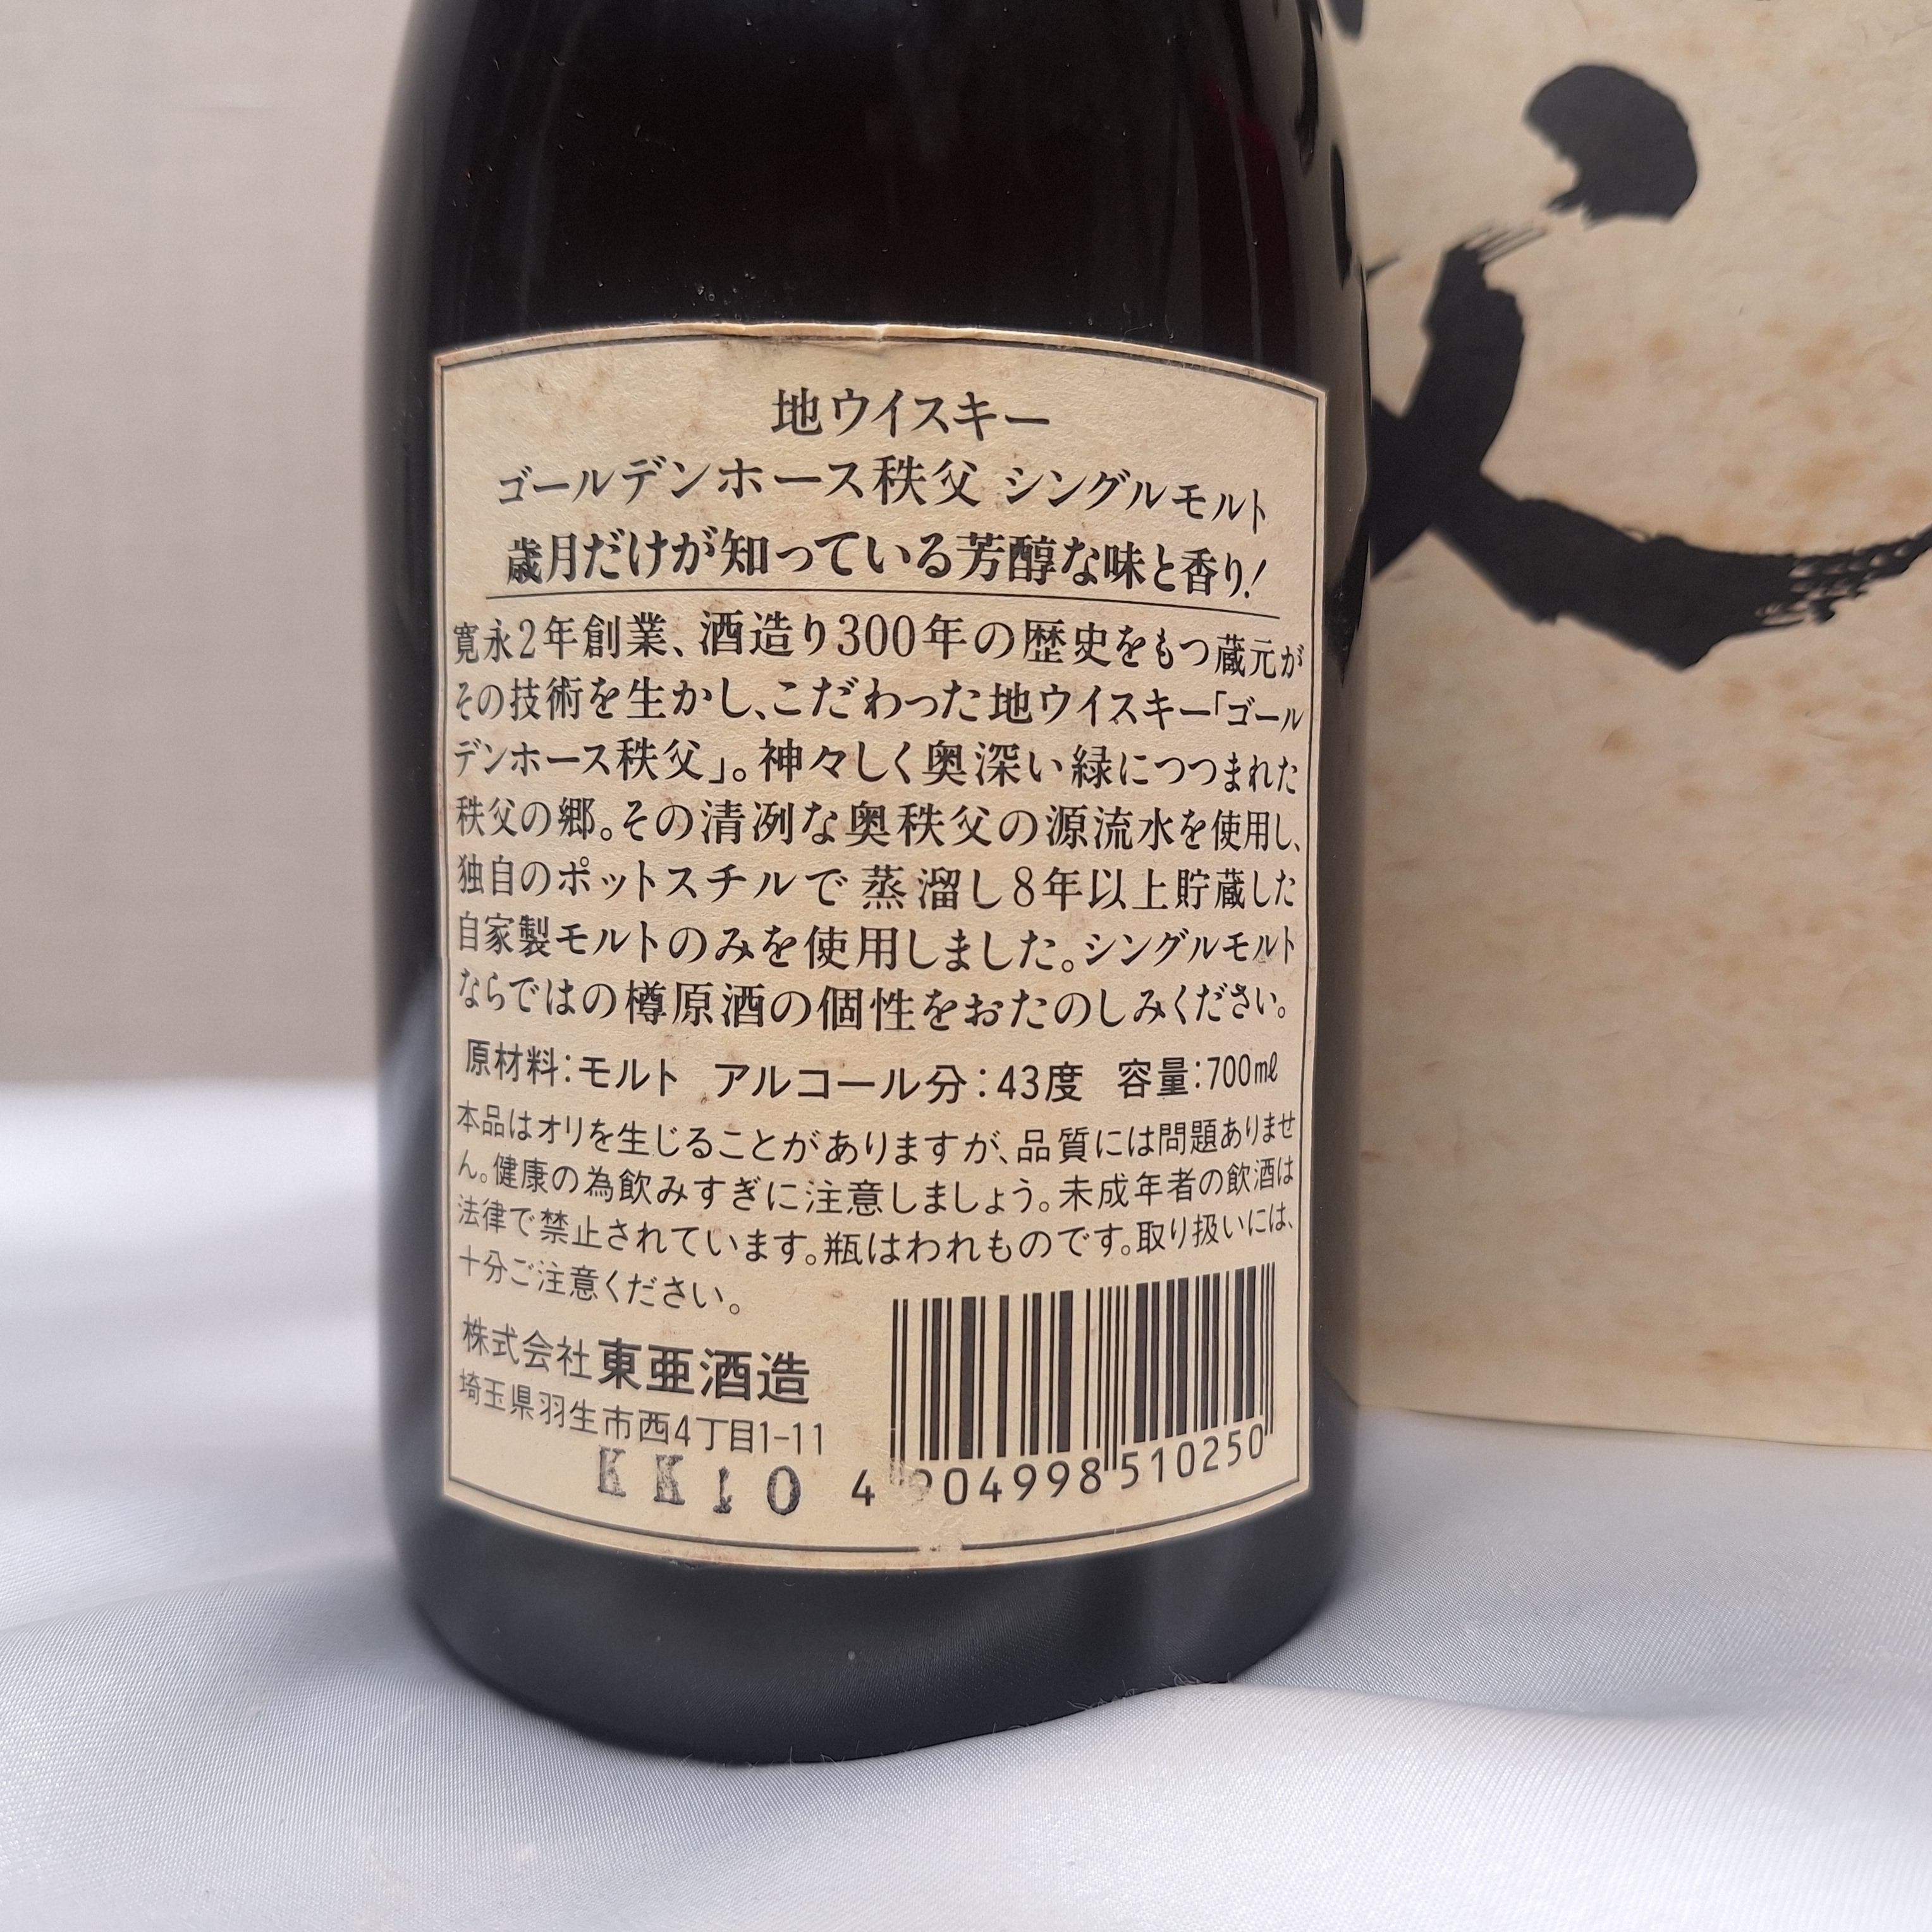 地ウイスキー
ゴールデンホース秩父 シングルモルト
歳月だけが知っている芳醇な味と香り!
寛永2年創業、酒造り300年の歴史をもつ蔵元が
その技術を生かし、こだわった地ウイスキー「ゴール
デンホース秩父」。神々しく奥深い緑につつまれた
秩父の郷。その清冽な奥秩父の源流水を使用し、
独自のポットスチルで蒸溜し8年以上貯蔵した
自家製モルトのみを使用しました。シングルモルト
ならではの樽原酒の個性をおたのしみください。
原材料:モルト アルコール分:43度 容量:700ml
本品はオリを生じることがありますが、品質には問題ありませ
ん。健康の為飲みすぎに注意しましょう。未成年者の飲酒は
法律で禁止されています。瓶はわれものです。取り扱いには、
十分ご注意ください。
株式会社東亜酒造
埼玉県羽生市西4丁目1-11
KK10
4904998510250